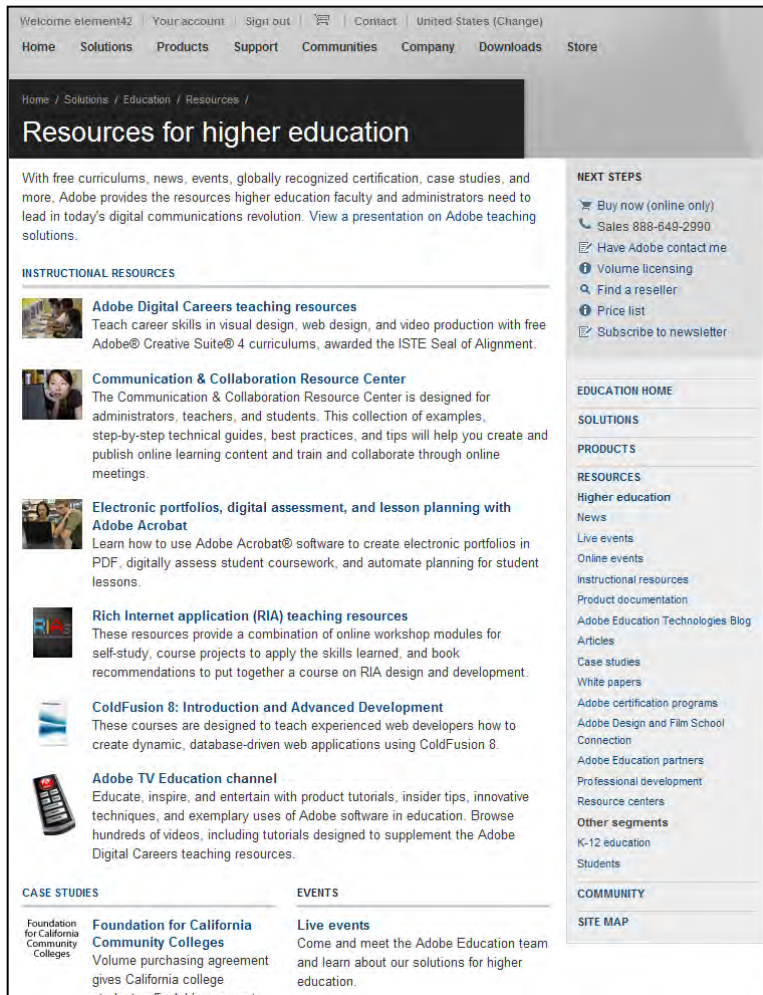 Welcome element42 | Your account | Sign out | | Contact | United States (Change)
Home Solutions Products Support Communities Company Downloads Store
Home / Solutions / Education / Resources /
Resources for higher education
With free curriculums, news, events, globally recognized certification, case studies, and
more, Adobe provides the resources higher education faculty and administrators need to
lead in today's digital communications revolution. View a presentation on Adobe teaching
solutions.
INSTRUCTIONAL RESOURCES
Adobe Digital Careers teaching resources
Teach career skills in visual design, web design, and video production with free
Adobe® Creative Suite® 4 curriculums, awarded the ISTE Seal of Alignment.
Communication & Collaboration Resource Center
The Communication & Collaboration Resource Center is designed for
administrators, teachers, and students. This collection of examples,
step-by-step technical guides, best practices, and tips will help you create and
publish online learning content and train and collaborate through online
meetings.
Electronic portfolios, digital assessment, and lesson planning with
Adobe Acrobat
Learn how to use Adobe Acrobat® software to create electronic portfolios in
PDF, digitally assess student coursework, and automate planning for student
lessons.
RIAs
Rich Internet application (RIA) teaching resources
These resources provide a combination of online workshop modules for
self-study, course projects to apply the skills learned, and book
recommendations to put together a course on RIA design and development.
ColdFusion 8: Introduction and Advanced Development
These courses are designed to teach experienced web developers how to
create dynamic, database-driven web applications using ColdFusion 8.
Adobe TV Education channel
Educate, inspire, and entertain with product tutorials, insider tips, innovative
techniques, and exemplary uses of Adobe software in education. Browse
hundreds of videos, including tutorials designed to supplement the Adobe
Digital Careers teaching resources.
CASE STUDIES
Foundation
for California
Community
Colleges
Foundation for California
Community Colleges
Volume purchasing agreement
gives California college
EVENTS
Live events
Come and meet the Adobe Education team
and learn about our solutions for higher
education.
NEXT STEPS
Buy now (online only)
Sales 888-649-2990
Have Adobe contact me
Volume licensing
Find a reseller
Price list
Subscribe to newsletter
EDUCATION HOME
SOLUTIONS
PRODUCTS
RESOURCES
Higher education
News
Live events
Online events
Instructional resources
Product documentation
Adobe Education Technologies Blog
Articles
Case studies
White papers
Adobe certification programs
Adobe Design and Film School
Connection
Adobe Education partners
Professional development
Resource centers
Other segments
K-12 education
Students
COMMUNITY
SITE MAP